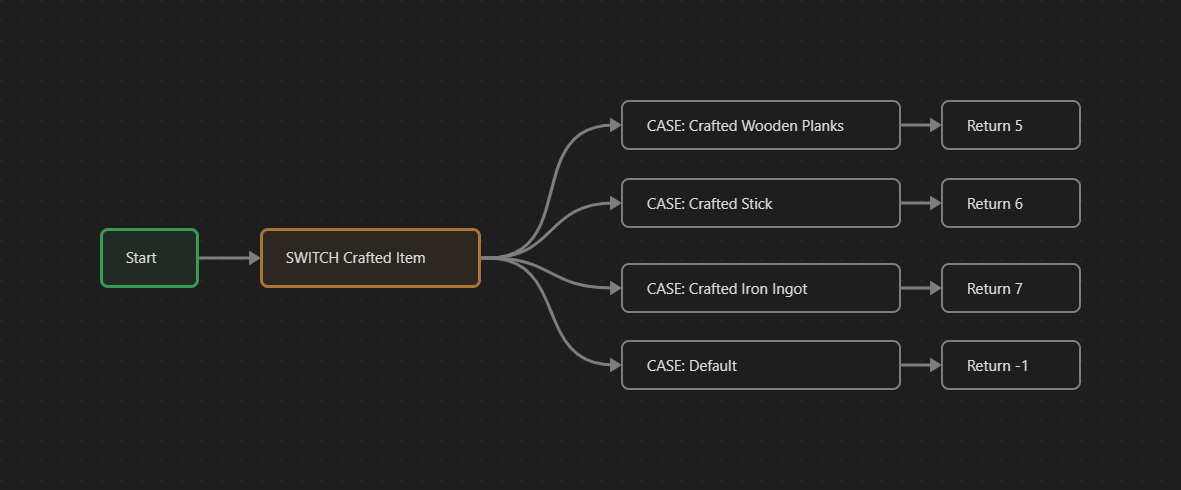 Start
SWITCH Crafted Item
CASE: Crafted Wooden Planks
Return 5
CASE: Crafted Stick
Return 6
CASE: Crafted Iron Ingot
Return 7
CASE: Default
Return -1